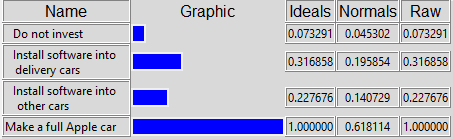 Name Graphic Ideals Normals Raw
Do not invest 0.073291 0.045302 0.073291
Install software into
delivery cars 0.316858 0.195854 0.316858
Install software into
other cars 0.227676 0.140729 0.227676
Make a full Apple car 1.000000 0.618114 1.000000